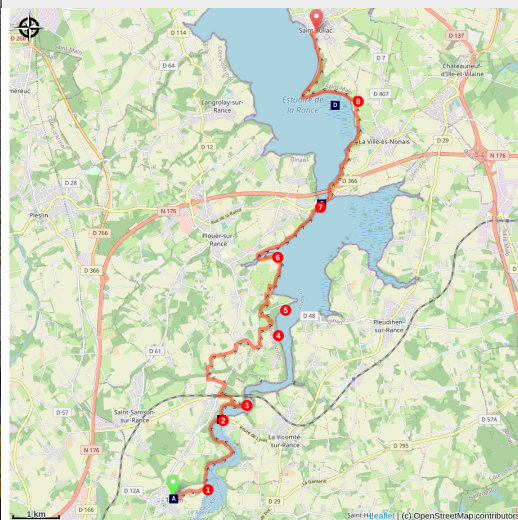 D 266
D 114
Saint-Suliac
D 137
D 64
D 7
Châteauneuf-
d'Ille-et-Vilaine
D 407
8
Estuaire de
la Rance
D
Langrolay-sur-
Rance
La Ville-ès-Nonais
D 12
D 29
D 28
D 366
N 176
N 176
7
Pleslin
D 766
Plouër-sur-
Rance
6
D 366
5
D 48
Pleudihen-
sur-Rance
4
D 61
3
D 57
Saint-Samson-
sur-Rance
2
D 57A
La Vicomté-
sur-Rance
D 795
N 176
D 12A
A
1
D 29
D 166
1 km
Leaflet | (c) OpenStreetMap contributors